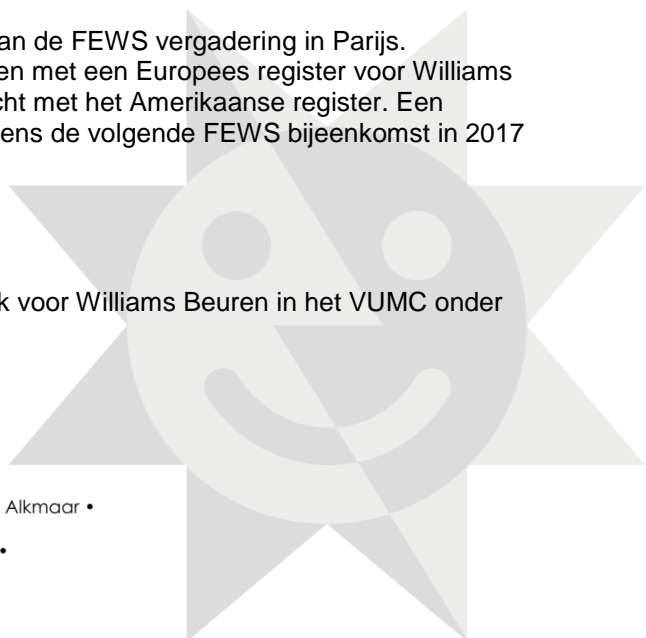 an de FEWS vergadering in Parijs.
en met een Europees register voor Williams
cht met het Amerikaanse register. Een
ens de volgende FEWS bijeenkomst in 2017
k voor Williams Beuren in het VUMC onder
Alkmaar •
•